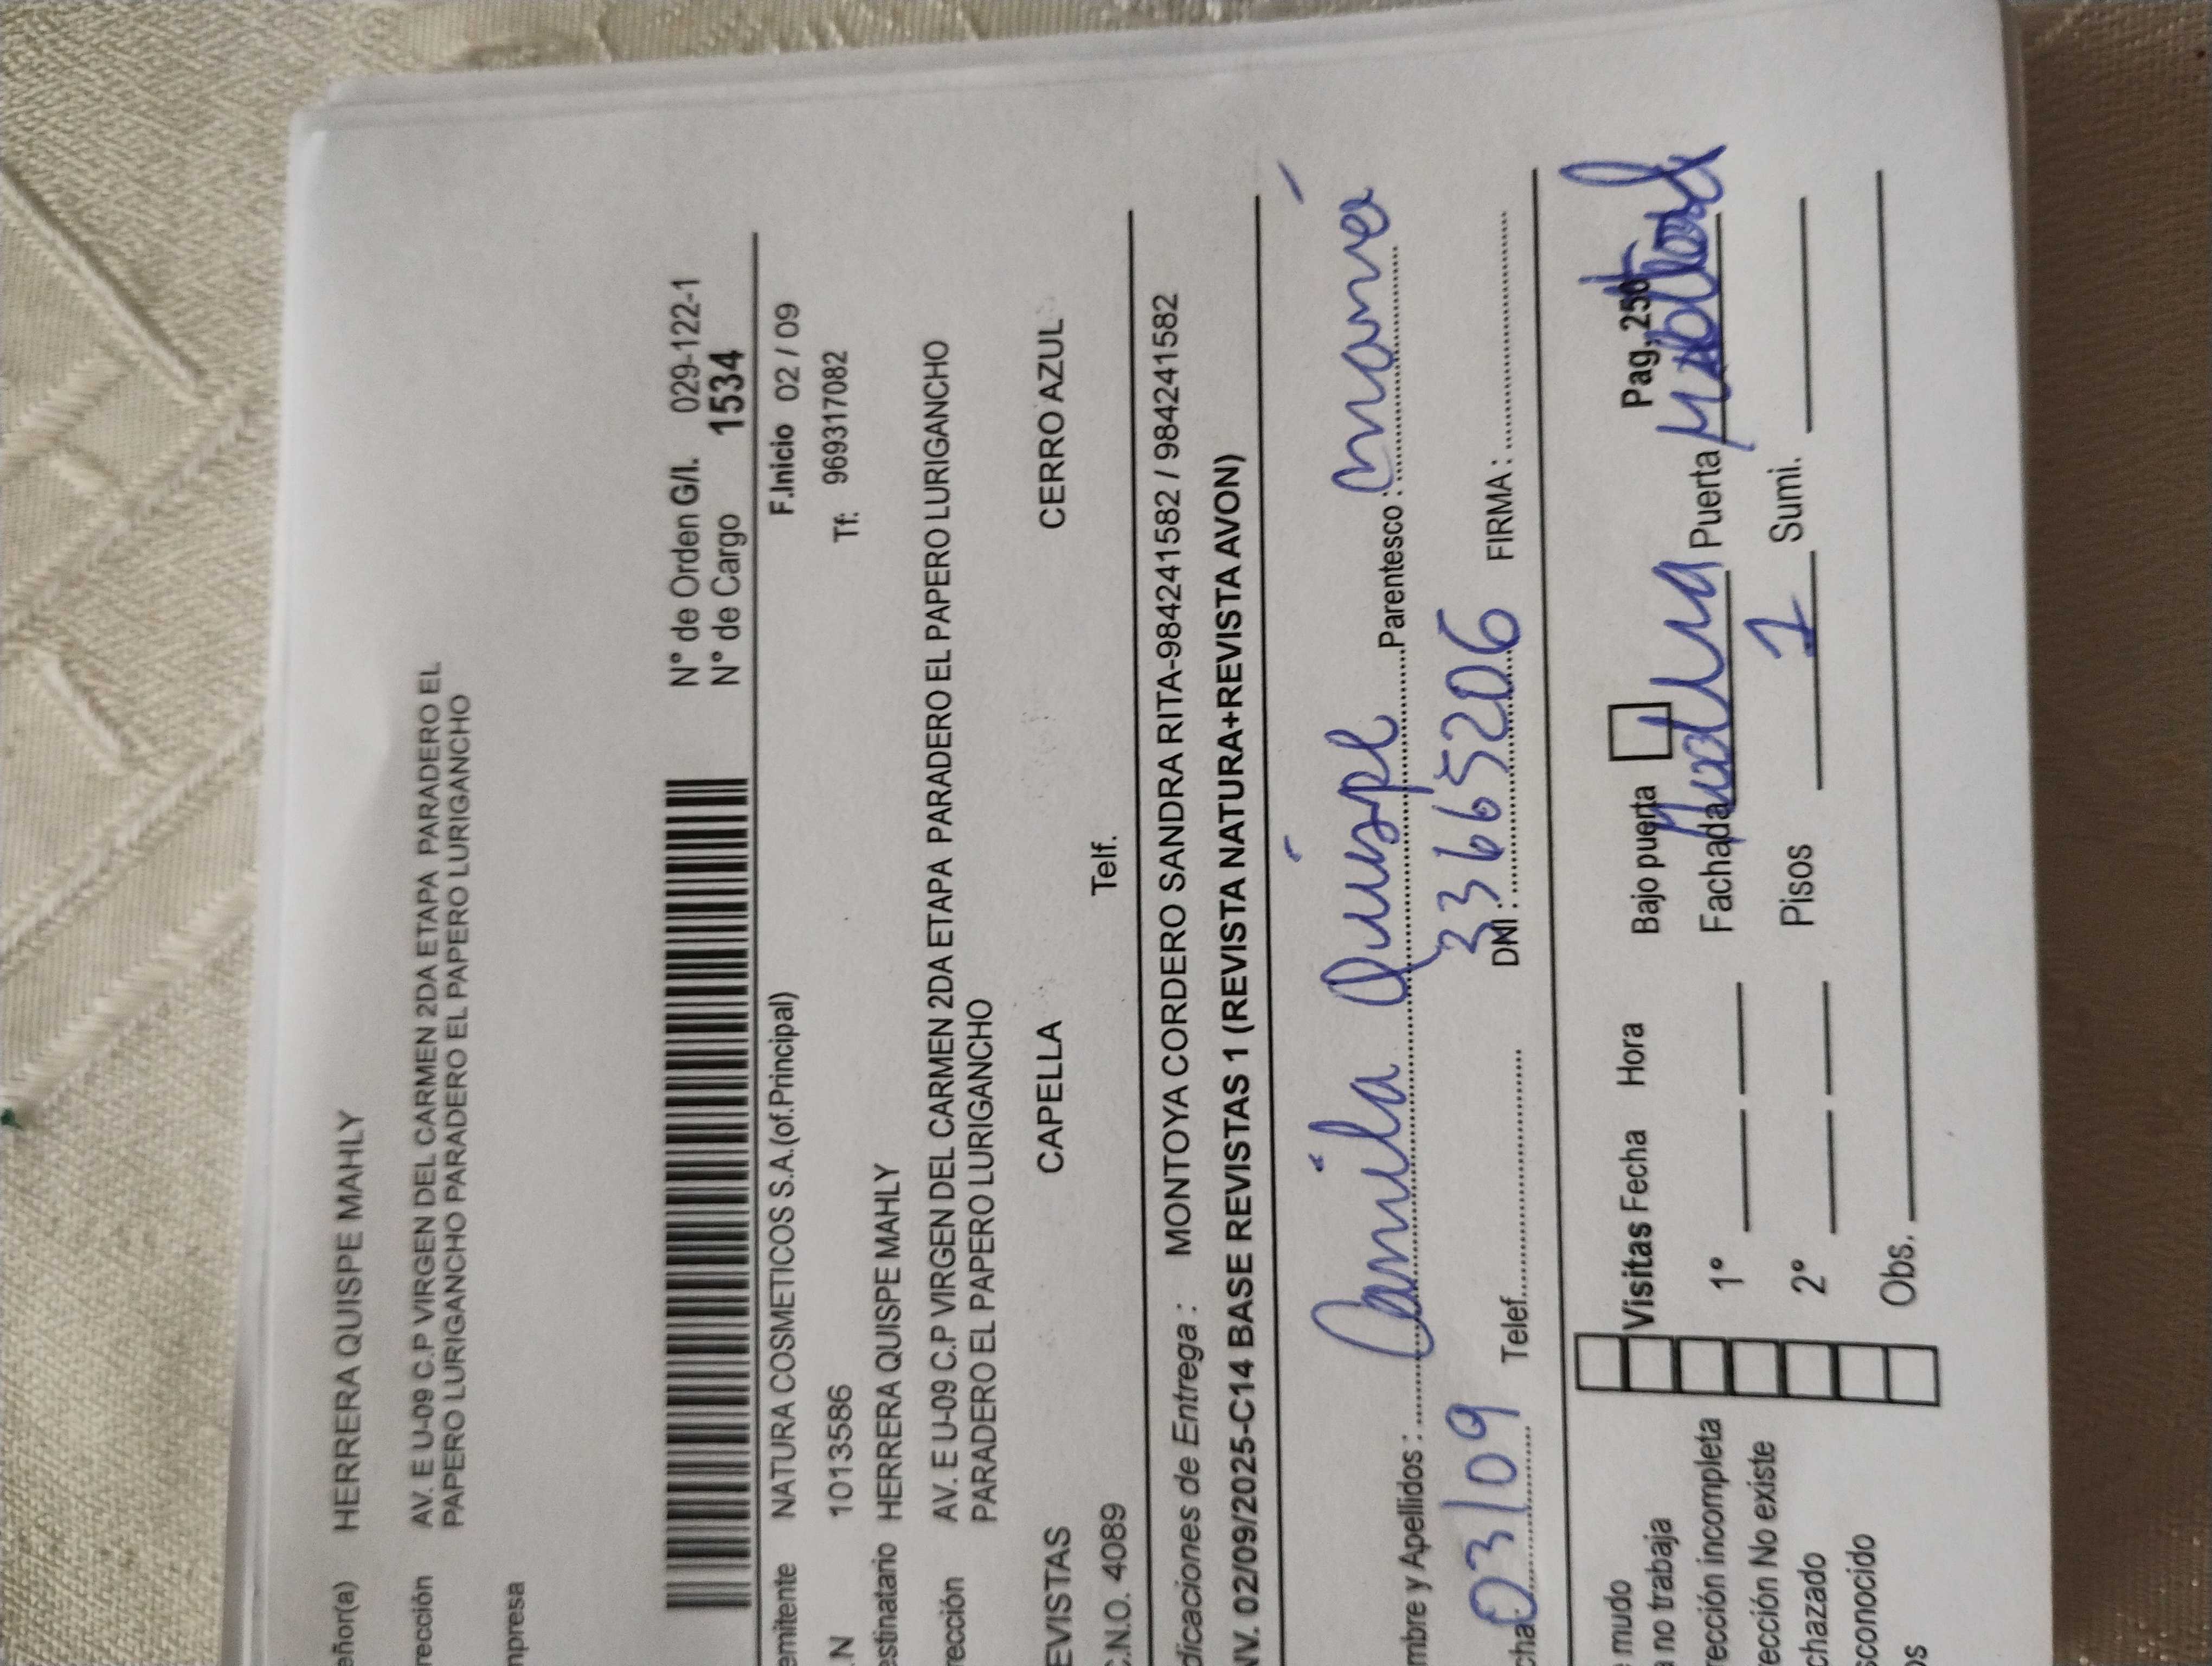 eñor(a) HERRERA QUISPE MAHLY
rección AV. E U-09 C.P VIRGEN DEL CARMEN 2DA ETAPA PARADERO EL
PAPERO LURIGANCHO PARADERO EL PAPERO LURIGANCHO
npresa
N° de Orden G/I. 029-122-1
N° de Cargo 1534
emitente NATURA COSMETICOS S.A.(of.Principal) F.Inicio 02 / 09
.N 10113586 Tf: 969317082
estinatario HERRERA QUISPE MAHLY
rección AV. E U-09 C.P VIRGEN DEL CARMEN 2DA ETAPA PARADERO EL PAPERO LURIGANCHO
PARADERO EL PAPERO LURIGANCHO
EVISTAS CAPELLA CERRO AZUL
C.N.O. 4089 Telf.
dicaciones de Entrega : MONTOYA CORDERO SANDRA RITA-984241582 / 984241582
NV. 02/09/2025-C14 BASE REVISTAS 1 (REVISTA NATURA+REVISTA AVON)
mbre y Apellidos : Camila Quispe Parentesco : mamá
cha: 03/09 Telef. DNI : 33665206 FIRMA :
Pag. 256
mudo Visitas Fecha Hora Bajo puerta
a no trabaja
rección incompleta 1° Fachada Puerta
rección No existe
chazado 2° Pisos 1 Sumi.
sconocido
os Obs.